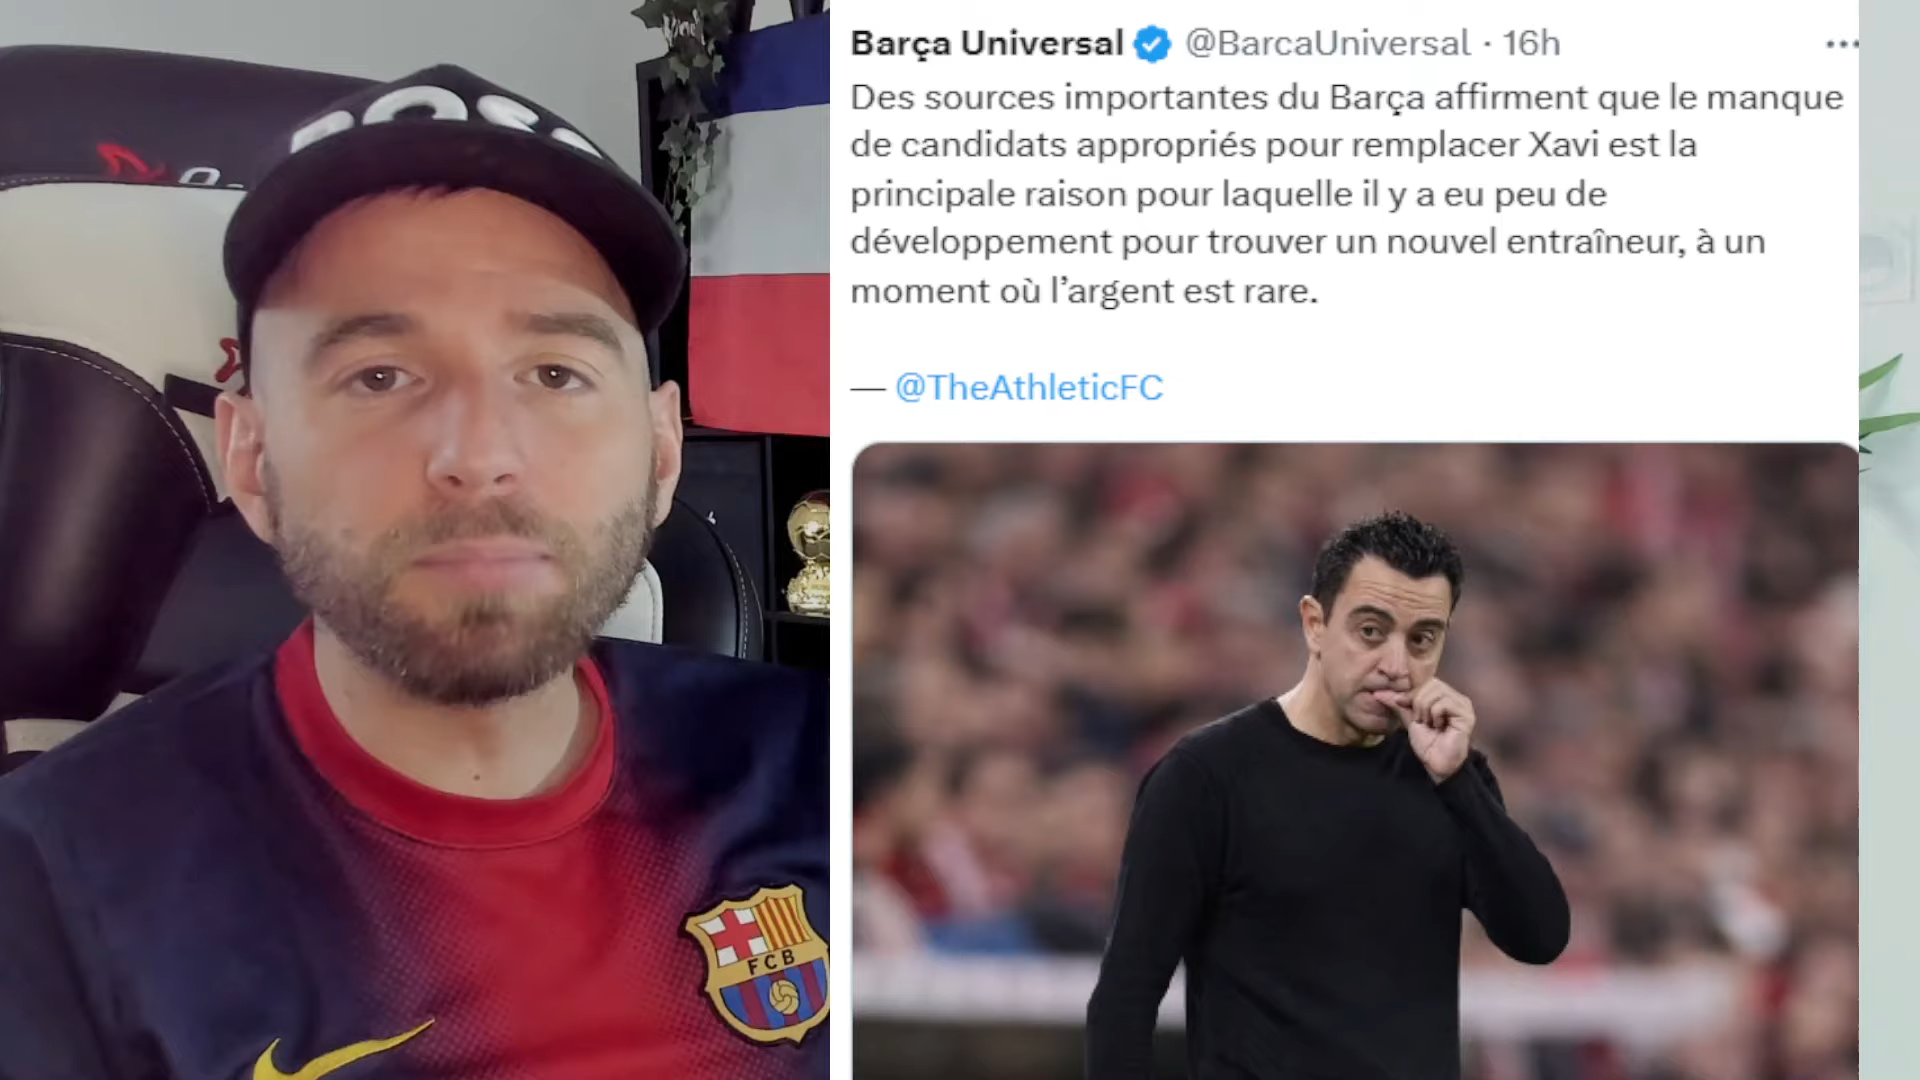 BOSS
Barça Universal @BarcaUniversal · 16h
Des sources importantes du Barça affirment que le manque
de candidats appropriés pour remplacer Xavi est la
principale raison pour laquelle il y a eu peu de
développement pour trouver un nouvel entraîneur, à un
moment où l’argent est rare.
— @TheAthleticFC
FCB